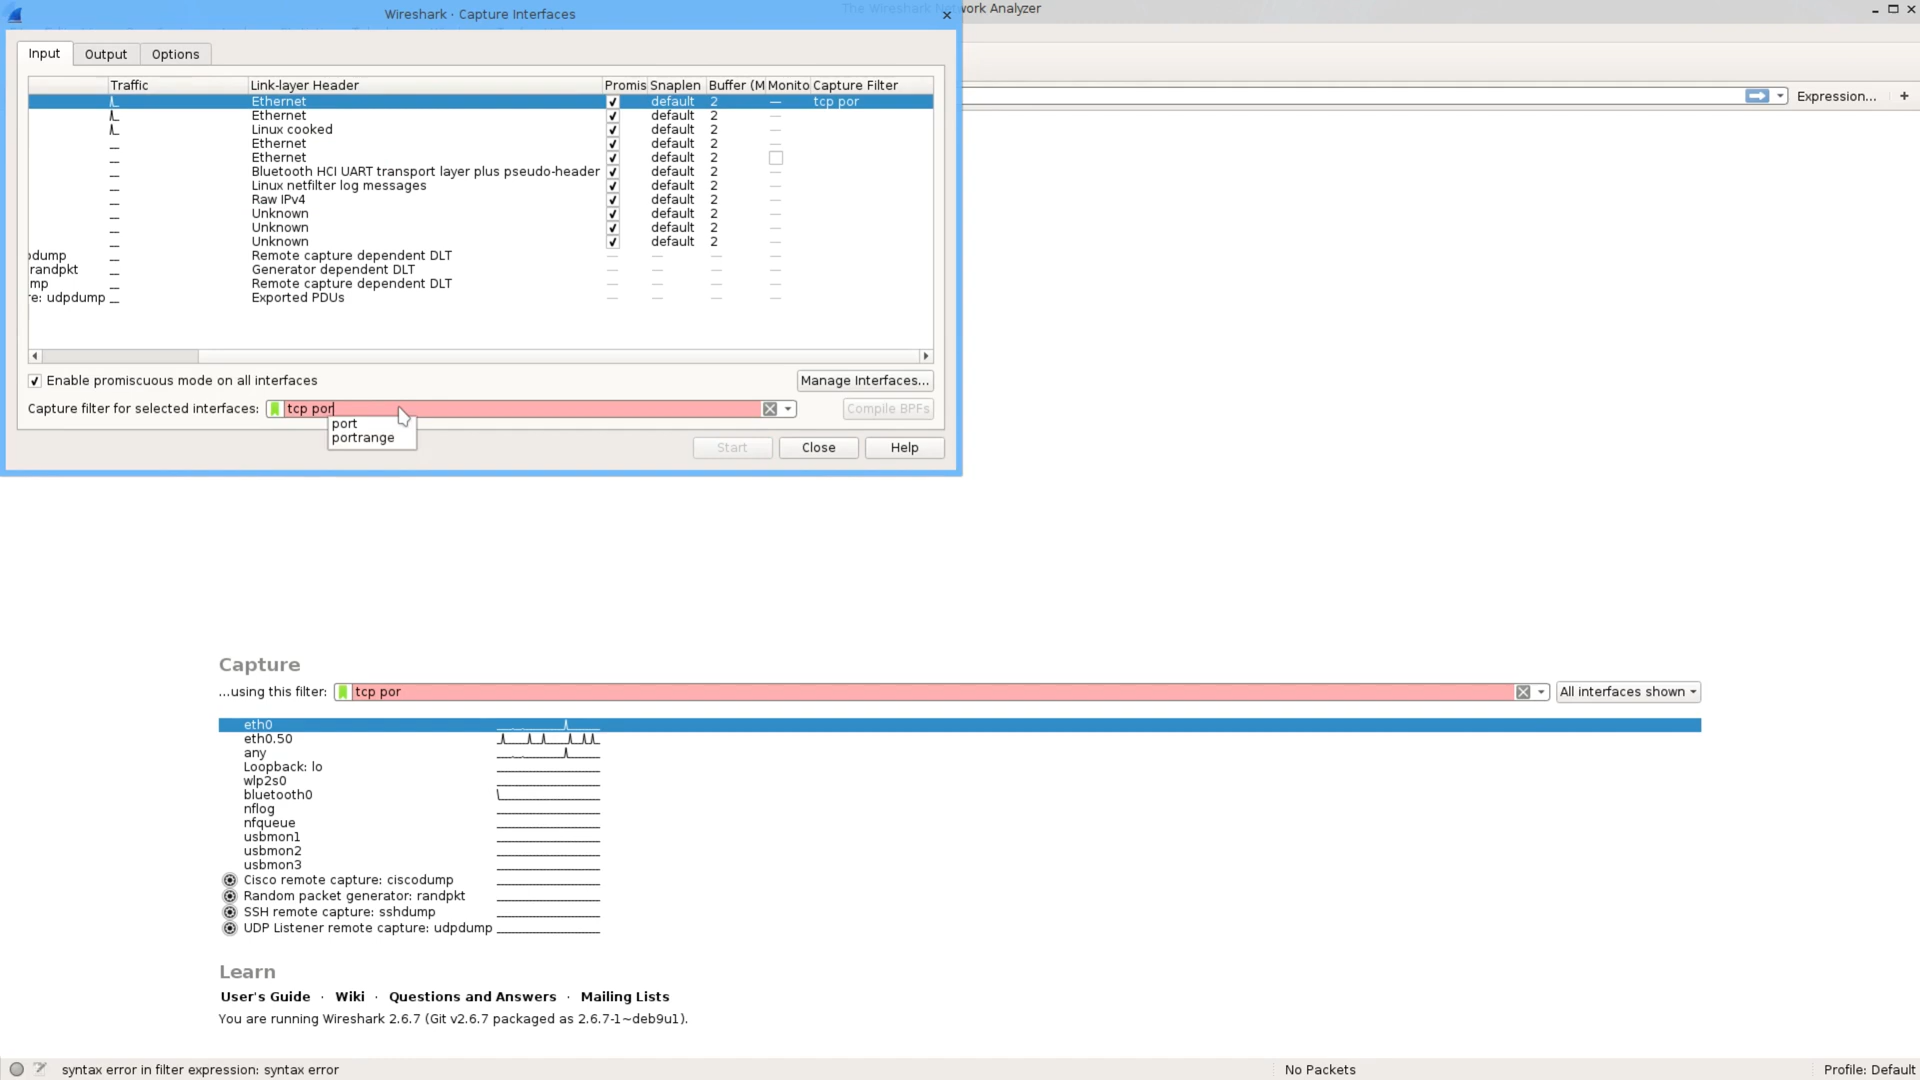 Wireshark · Capture Interfaces
The Wireshark Network Analyzer
Input Output Options
Traffic Link-layer Header Promis Snaplen Buffer (M Monito Capture Filter
Ethernet default 2 — tcp por
Ethernet default 2 —
Linux cooked default 2 —
Ethernet default 2 —
Ethernet default 2
Bluetooth HCI UART transport layer plus pseudo-header default 2 —
Linux netfilter log messages default 2 —
Raw IPv4 default 2 —
Unknown default 2 —
Unknown default 2 —
Unknown default 2 —
odump Remote capture dependent DLT — — — —
randpkt Generator dependent DLT — — — —
mp Remote capture dependent DLT — — — —
re: udpdump Exported PDUs — — — —
Enable promiscuous mode on all interfaces Manage Interfaces...
Capture filter for selected interfaces: tcp por Compile BPFs
port
portrange
Start Close Help
Expression... +
Capture
...using this filter: tcp por All interfaces shown
eth0
eth0.50
any
Loopback: lo
wlp2s0
bluetooth0
nflog
nfqueue
usbmon1
usbmon2
usbmon3
Cisco remote capture: ciscodump
Random packet generator: randpkt
SSH remote capture: sshdump
UDP Listener remote capture: udpdump
Learn
User's Guide · Wiki · Questions and Answers · Mailing Lists
You are running Wireshark 2.6.7 (Git v2.6.7 packaged as 2.6.7-1~deb9u1).
syntax error in filter expression: syntax error No Packets Profile: Default